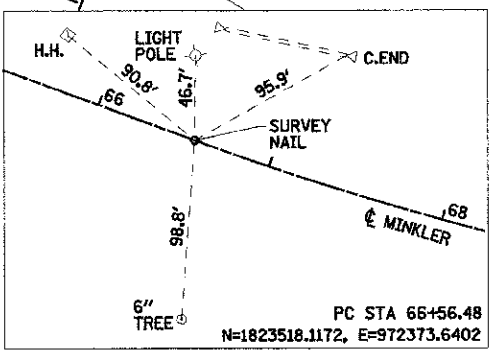 H.H.
LIGHT
POLE
C.END
90.8'
46.7'
95.9'
66
SURVEY
NAIL
68
℄ MINKLER
98.8'
6"
TREE
PC STA 66+56.48
N=1823518.1172, E=972373.6402